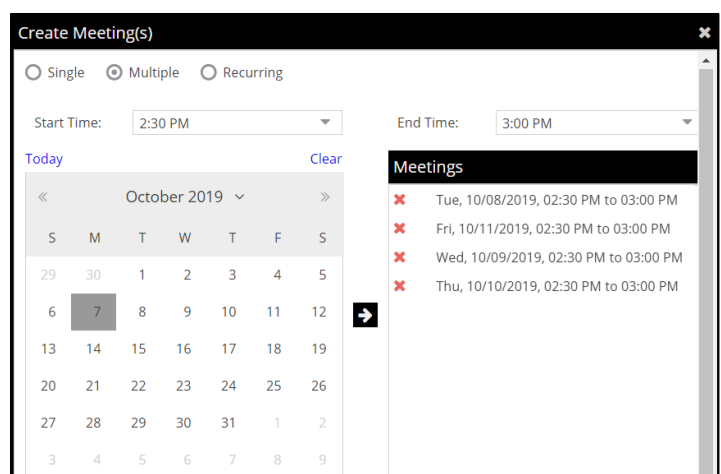 Create Meeting(s)
Single Multiple Recurring
Start Time: 2:30 PM End Time: 3:00 PM
Today Clear
October 2019
S M T W T F S
29 30 1 2 3 4 5
6 7 8 9 10 11 12
13 14 15 16 17 18 19
20 21 22 23 24 25 26
27 28 29 30 31 1 2
3 4 5 6 7 8 9
Meetings
Tue, 10/08/2019, 02:30 PM to 03:00 PM
Fri, 10/11/2019, 02:30 PM to 03:00 PM
Wed, 10/09/2019, 02:30 PM to 03:00 PM
Thu, 10/10/2019, 02:30 PM to 03:00 PM